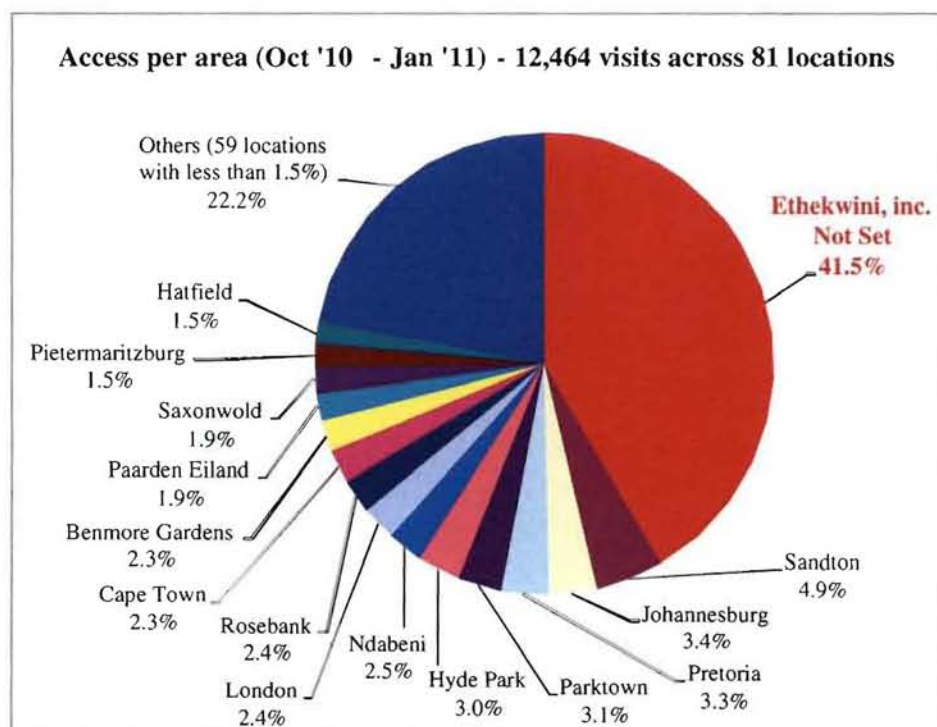 Access per area (Oct '10 - Jan '11) - 12,464 visits across 81 locations
Others (59 locations
with less than 1.5%)
22.2%
Ethekwini, inc.
Not Set
41.5%
Hatfield
1.5%
Pietermaritzburg
1.5%
Saxonwold
1.9%
Paarden Eiland
1.9%
Benmore Gardens
2.3%
Cape Town
2.3%
Rosebank
2.4%
London
2.4%
Ndabeni
2.5%
Hyde Park
3.0%
Parktown
3.1%
Pretoria
3.3%
Johannesburg
3.4%
Sandton
4.9%